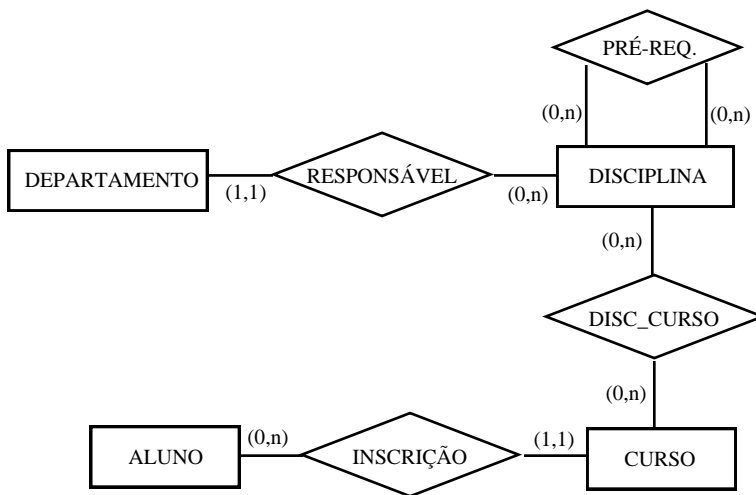 PRÉ-REQ.
(0,n)
(0,n)
DEPARTAMENTO
(1,1)
RESPONSÁVEL
(0,n)
DISCIPLINA
(0,n)
DISC_CURSO
(0,n)
ALUNO
(0,n)
INSCRIÇÃO
(1,1)
CURSO